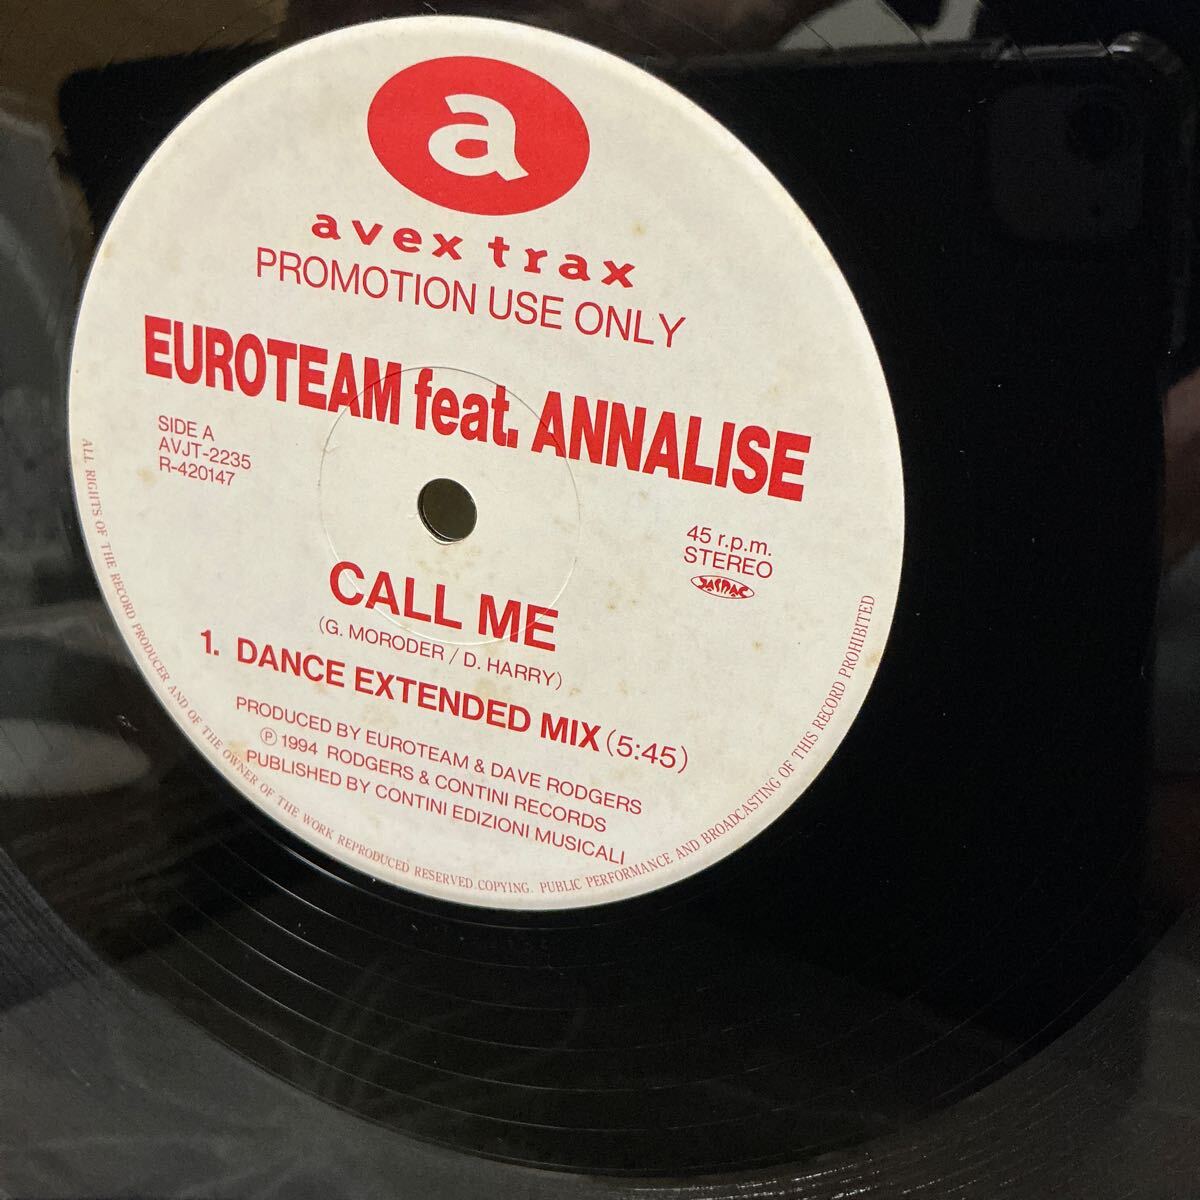 a
avex trax
PROMOTION USE ONLY
EUROTEAM feat. ANNALISE
SIDE A
AVJT-2235
R-420147
45 r.p.m.
STEREO
JASRAC
CALL ME
(G. MORODER / D. HARRY)
1. DANCE EXTENDED MIX (5:45)
PRODUCED BY EUROTEAM & DAVE RODGERS
Ⓟ 1994 RODGERS & CONTINI RECORDS
PUBLISHED BY CONTINI EDIZIONI MUSICALI
ALL RIGHTS OF THE RECORD PRODUCER AND OF THE OWNER OF THE WORK REPRODUCED RESERVED. COPYING. PUBLIC PERFORMANCE AND BROADCASTING OF THIS RECORD PROHIBITED